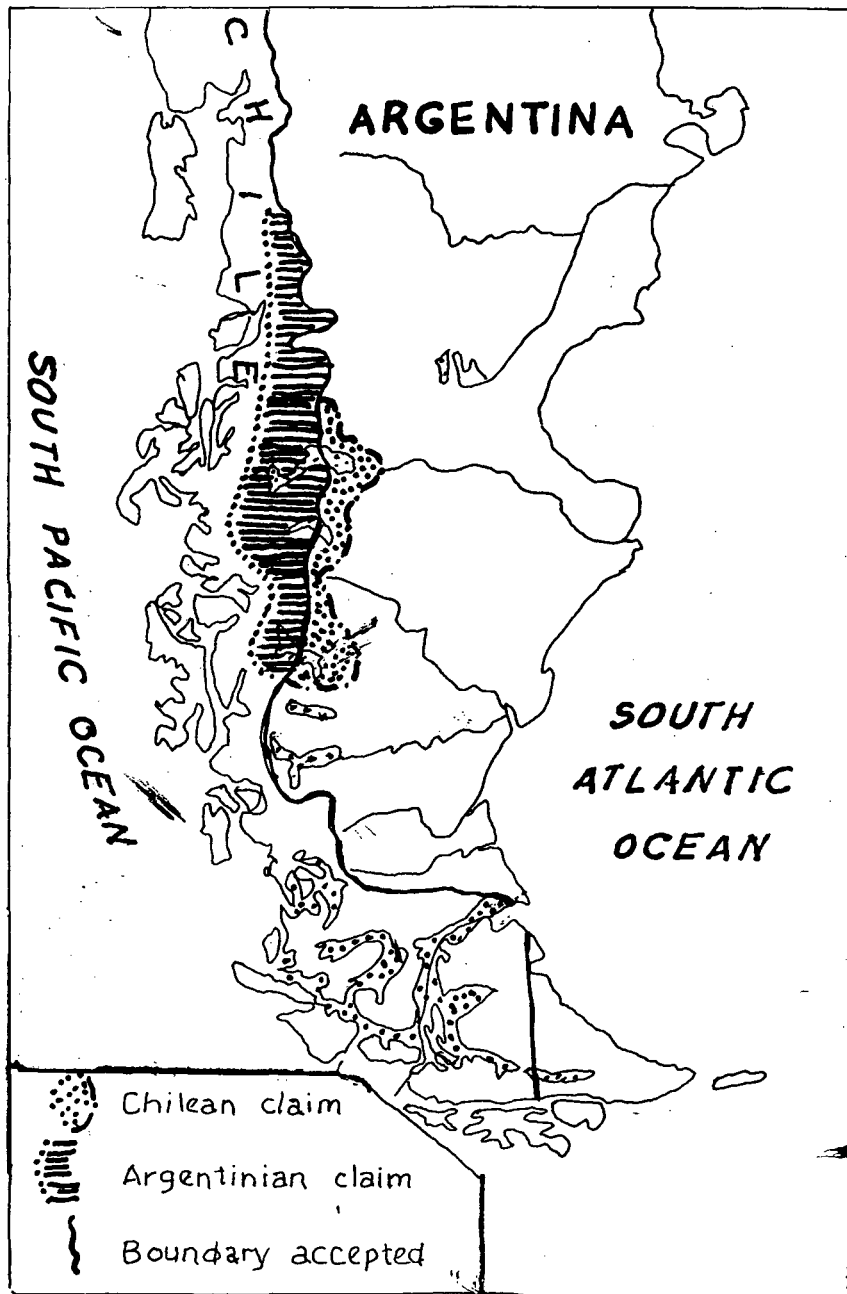 CHILE
ARGENTINA
SOUTH PACIFIC OCEAN
SOUTH
ATLANTIC
OCEAN
Chilean claim
Argentinian claim
Boundary accepted